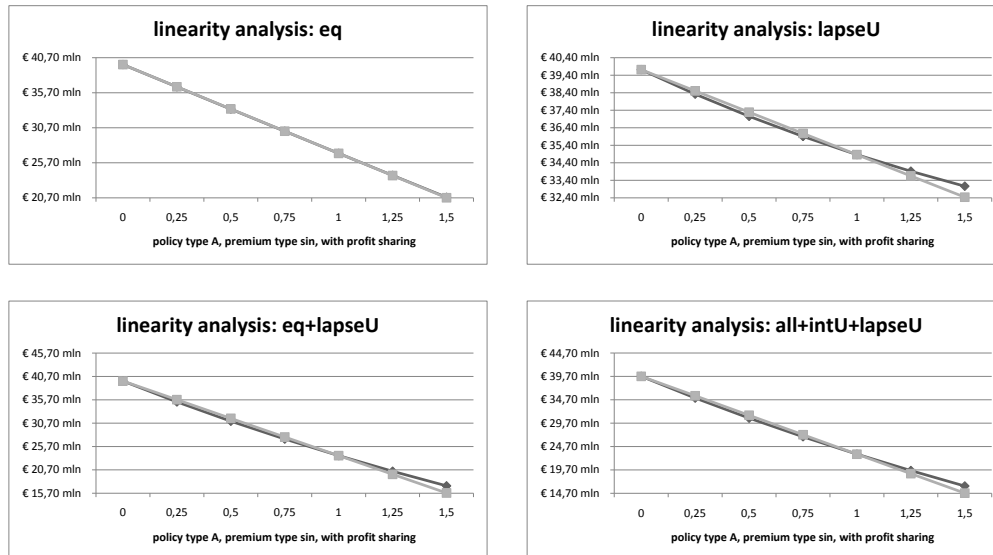 linearity analysis: eq
€ 40,70 mln
€ 35,70 mln
€ 30,70 mln
€ 25,70 mln
€ 20,70 mln
0 0,25 0,5 0,75 1 1,25 1,5
policy type A, premium type sin, with profit sharing
linearity analysis: lapseU
€ 40,40 mln
€ 39,40 mln
€ 38,40 mln
€ 37,40 mln
€ 36,40 mln
€ 35,40 mln
€ 34,40 mln
€ 33,40 mln
€ 32,40 mln
0 0,25 0,5 0,75 1 1,25 1,5
policy type A, premium type sin, with profit sharing
linearity analysis: eq+lapseU
€ 45,70 mln
€ 40,70 mln
€ 35,70 mln
€ 30,70 mln
€ 25,70 mln
€ 20,70 mln
€ 15,70 mln
0 0,25 0,5 0,75 1 1,25 1,5
policy type A, premium type sin, with profit sharing
linearity analysis: all+intU+lapseU
€ 44,70 mln
€ 39,70 mln
€ 34,70 mln
€ 29,70 mln
€ 24,70 mln
€ 19,70 mln
€ 14,70 mln
0 0,25 0,5 0,75 1 1,25 1,5
policy type A, premium type sin, with profit sharing